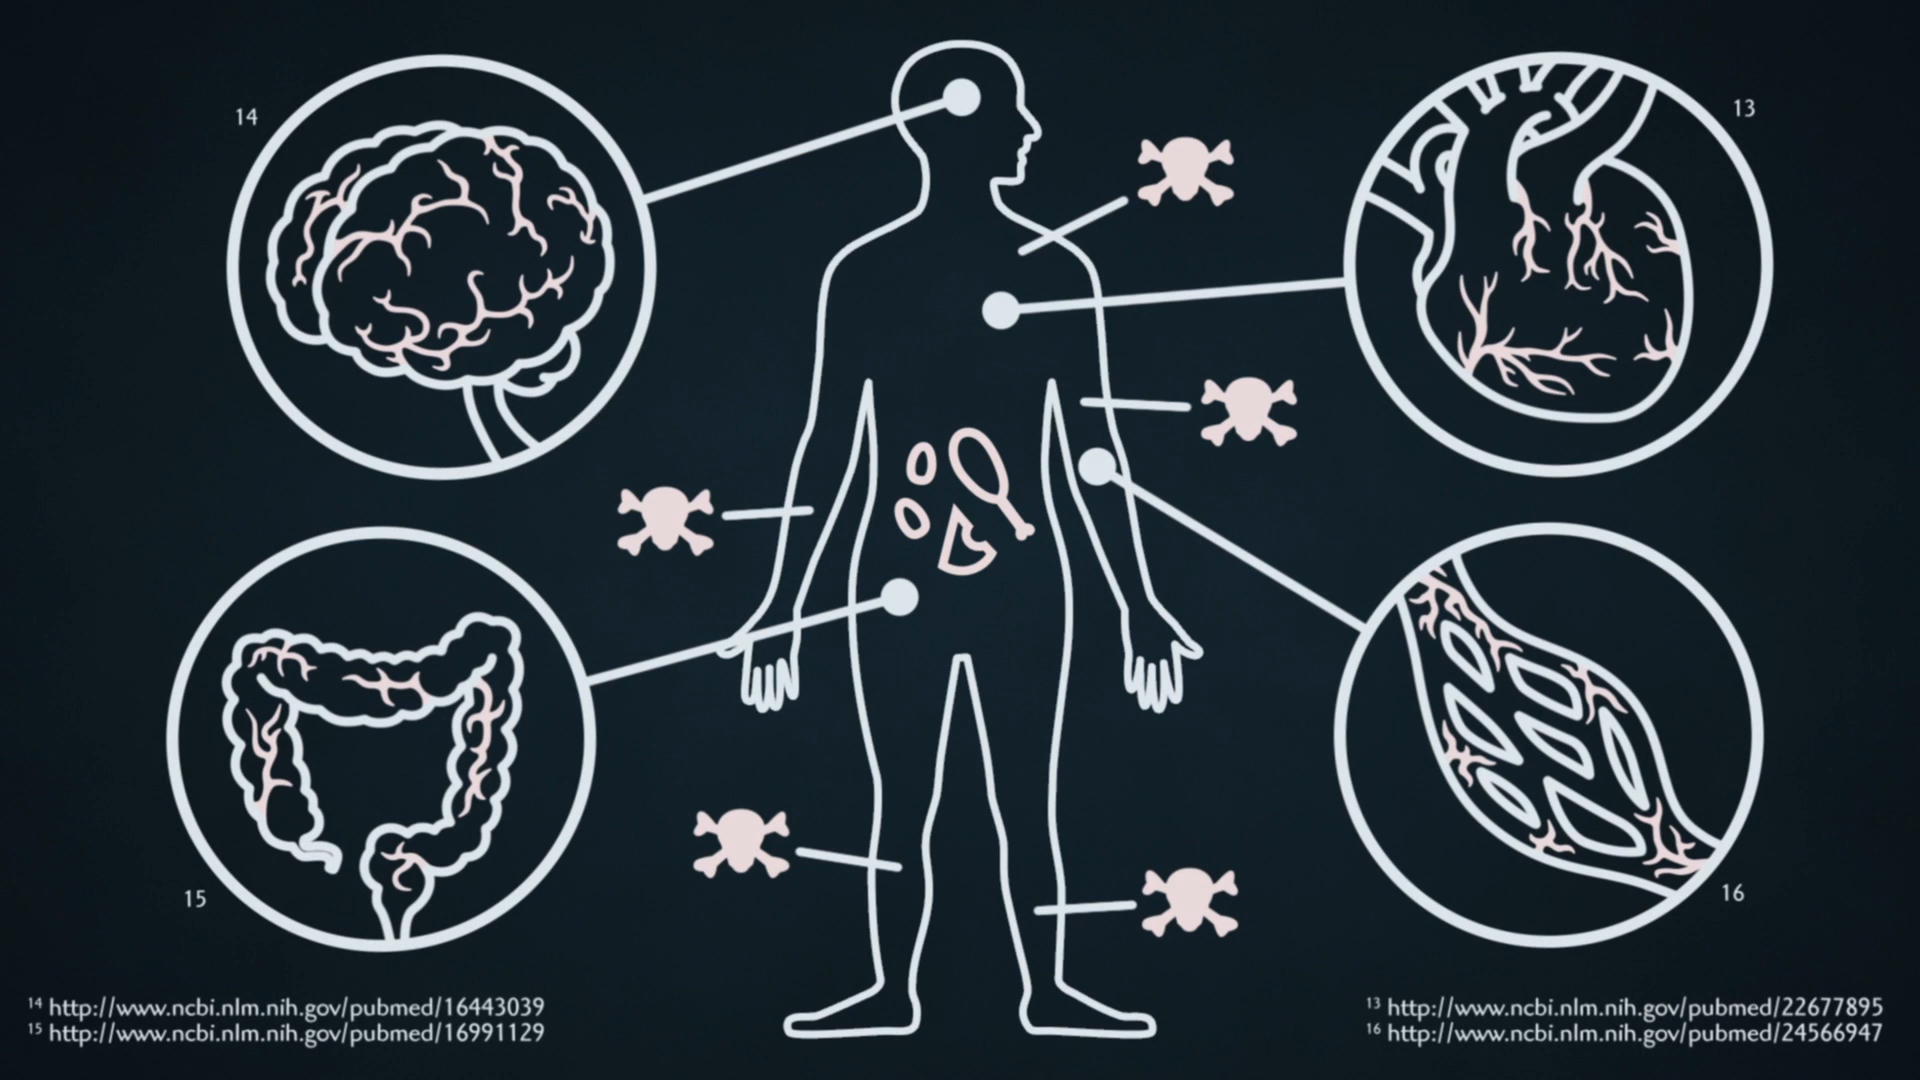 14
13
15
16
14 http://www.ncbi.nlm.nih.gov/pubmed/16443039
15 http://www.ncbi.nlm.nih.gov/pubmed/16991129
13 http://www.ncbi.nlm.nih.gov/pubmed/22677895
16 http://www.ncbi.nlm.nih.gov/pubmed/24566947